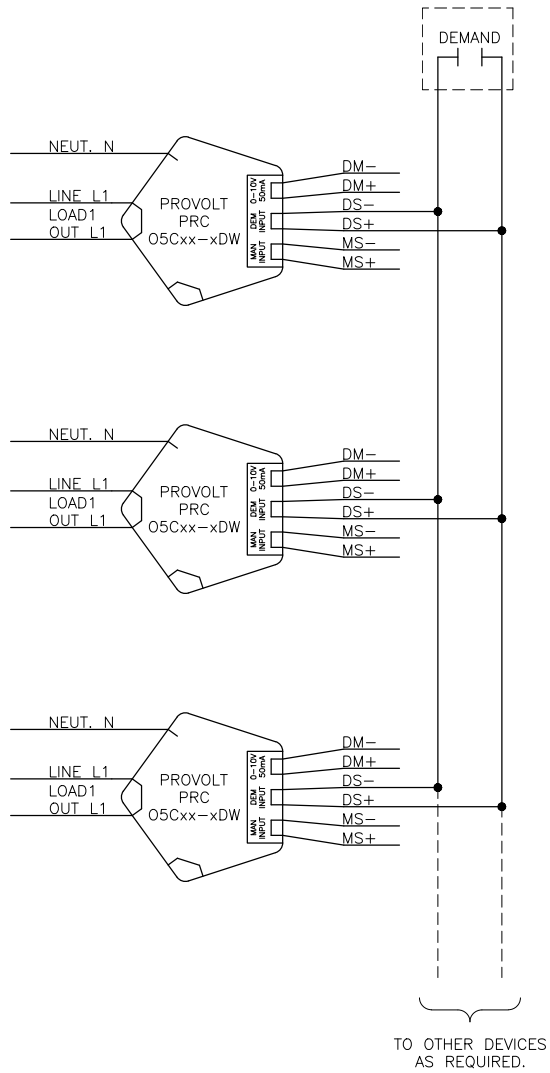 DEMAND
NEUT. N
LINE L1
LOAD1
OUT L1
PROVOLT
PRC
O5Cxx-xDW
0-10V
50mA
DEM
INPUT
MAN
INPUT
DM-
DM+
DS-
DS+
MS-
MS+
NEUT. N
LINE L1
LOAD1
OUT L1
PROVOLT
PRC
O5Cxx-xDW
0-10V
50mA
DEM
INPUT
MAN
INPUT
DM-
DM+
DS-
DS+
MS-
MS+
NEUT. N
LINE L1
LOAD1
OUT L1
PROVOLT
PRC
O5Cxx-xDW
0-10V
50mA
DEM
INPUT
MAN
INPUT
DM-
DM+
DS-
DS+
MS-
MS+
TO OTHER DEVICES
AS REQUIRED.